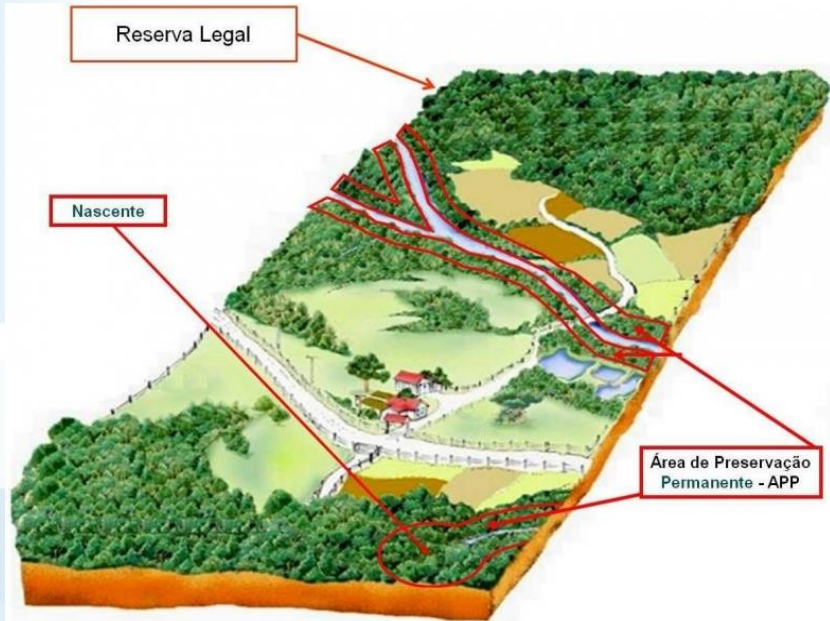 Reserva Legal
Nascente
Área de Preservação
Permanente - APP